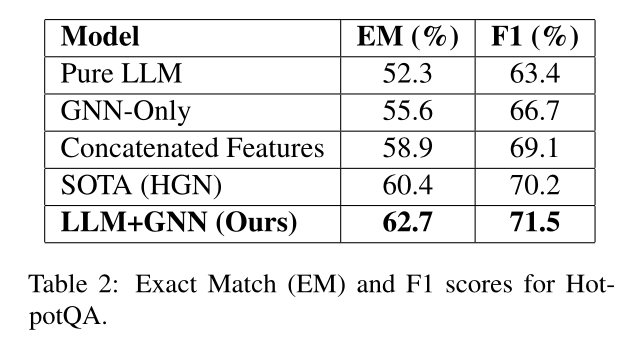 Model EM (%) F1 (%)
Pure LLM 52.3 63.4
GNN-Only 55.6 66.7
Concatenated Features 58.9 69.1
SOTA (HGN) 60.4 70.2
LLM+GNN (Ours) 62.7 71.5
Table 2: Exact Match (EM) and F1 scores for Hot-
potQA.